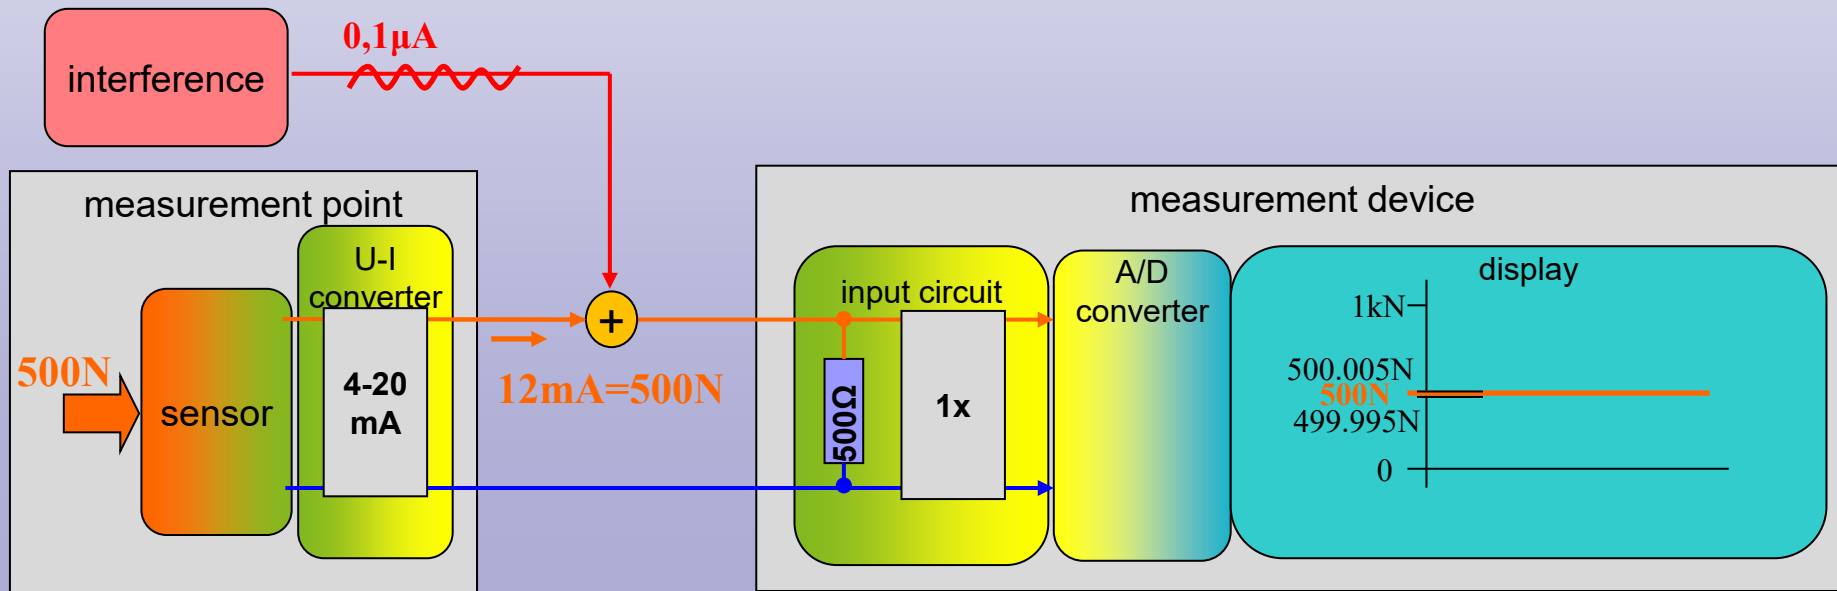 0,1µA
interference
measurement point
measurement device
U-I
converter
input circuit
A/D
converter
display
1kN
+
500N
sensor
4-20
mA
12mA=500N
500Ω
1x
500.005N
500N
499.995N
0